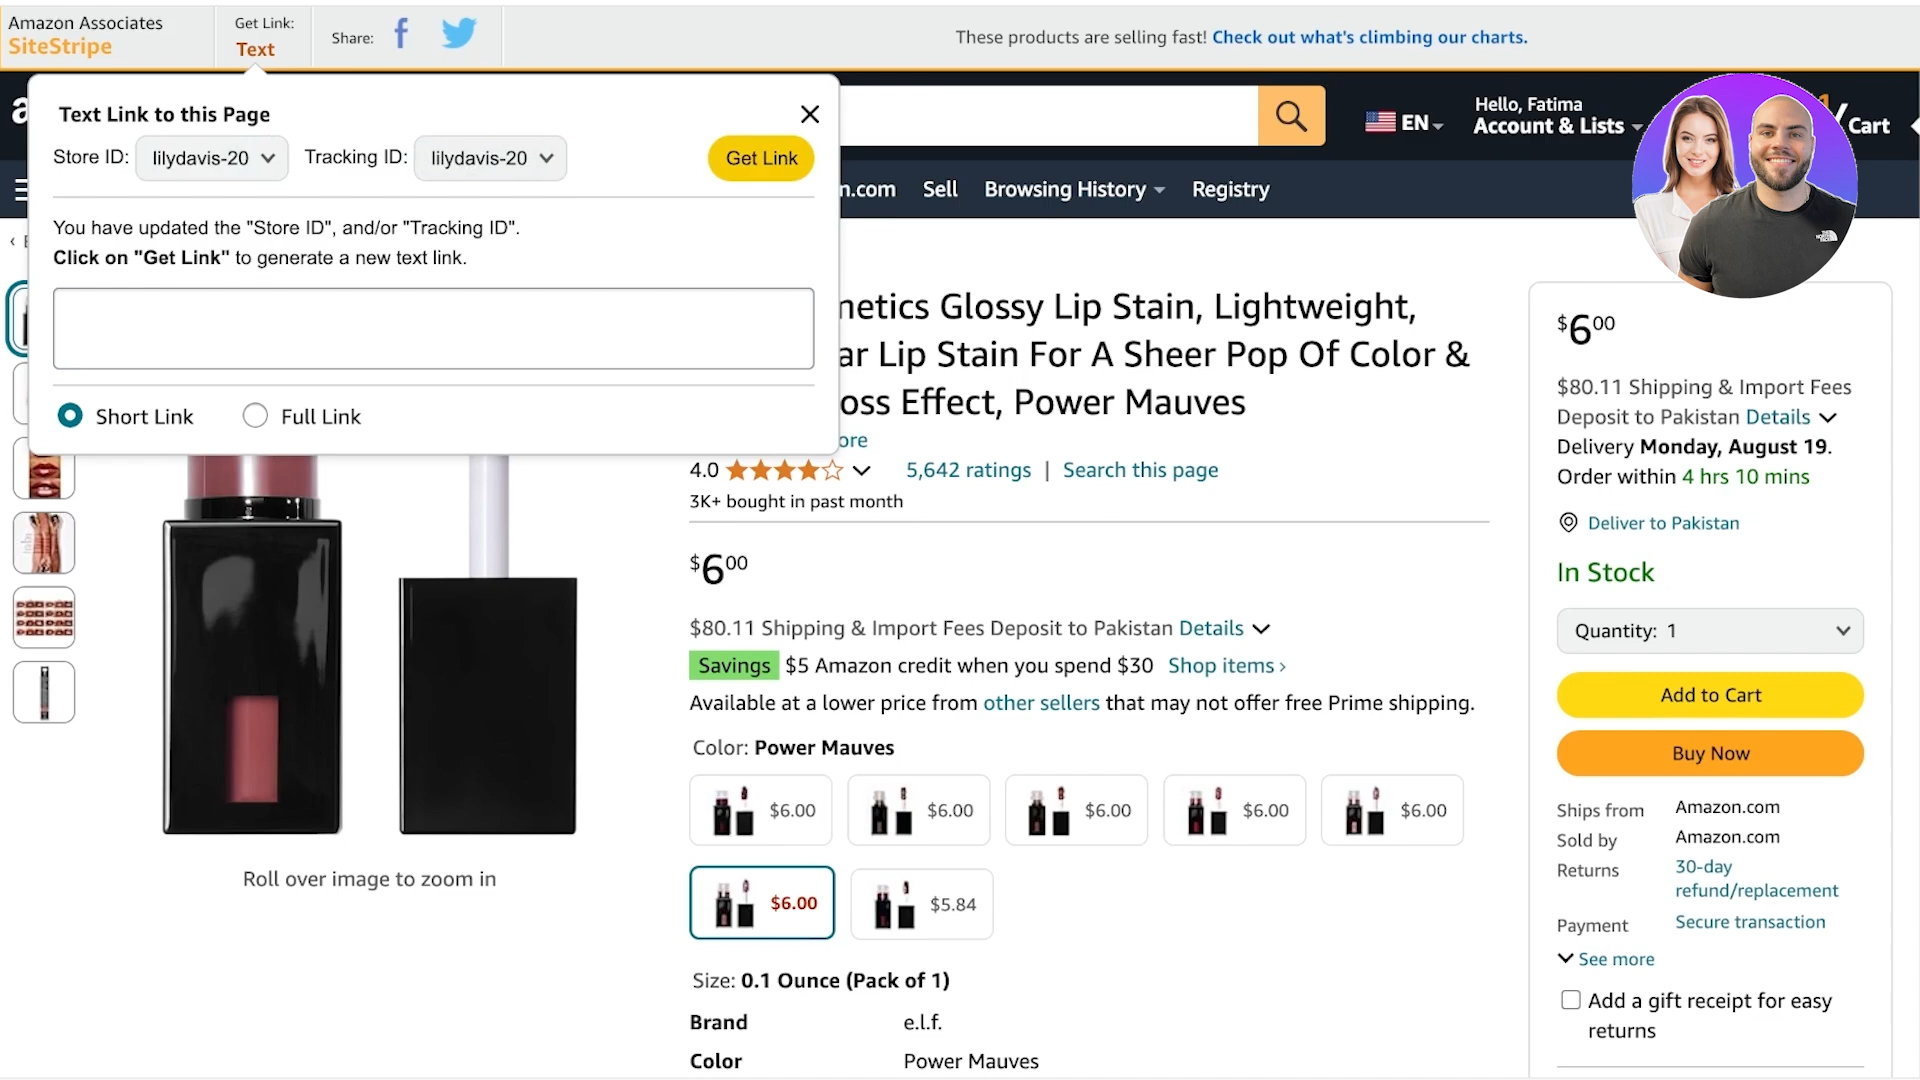 Amazon Associates
SiteStripe
Get Link:
Text
Share:
These products are selling fast! Check out what's climbing our charts.
Text Link to this Page
Store ID: lilydavis-20 Tracking ID: lilydavis-20 Get Link
You have updated the "Store ID", and/or "Tracking ID".
Click on "Get Link" to generate a new text link.
Short Link Full Link
EN
Hello, Fatima
Account & Lists
Cart
n.com Sell Browsing History Registry
netics Glossy Lip Stain, Lightweight,
ar Lip Stain For A Sheer Pop Of Color &
oss Effect, Power Mauves
ore
4.0 5,642 ratings | Search this page
3K+ bought in past month
$6.00
$80.11 Shipping & Import Fees Deposit to Pakistan Details
Savings $5 Amazon credit when you spend $30 Shop items ›
Available at a lower price from other sellers that may not offer free Prime shipping.
Color: Power Mauves
$6.00 $6.00 $6.00 $6.00 $6.00
$6.00 $5.84
Size: 0.1 Ounce (Pack of 1)
Brand e.l.f.
Color Power Mauves
Roll over image to zoom in
$6.00
$80.11 Shipping & Import Fees
Deposit to Pakistan Details
Delivery Monday, August 19.
Order within 4 hrs 10 mins
Deliver to Pakistan
In Stock
Quantity: 1
Add to Cart
Buy Now
Ships from Amazon.com
Sold by Amazon.com
Returns 30-day
refund/replacement
Payment Secure transaction
See more
Add a gift receipt for easy
returns